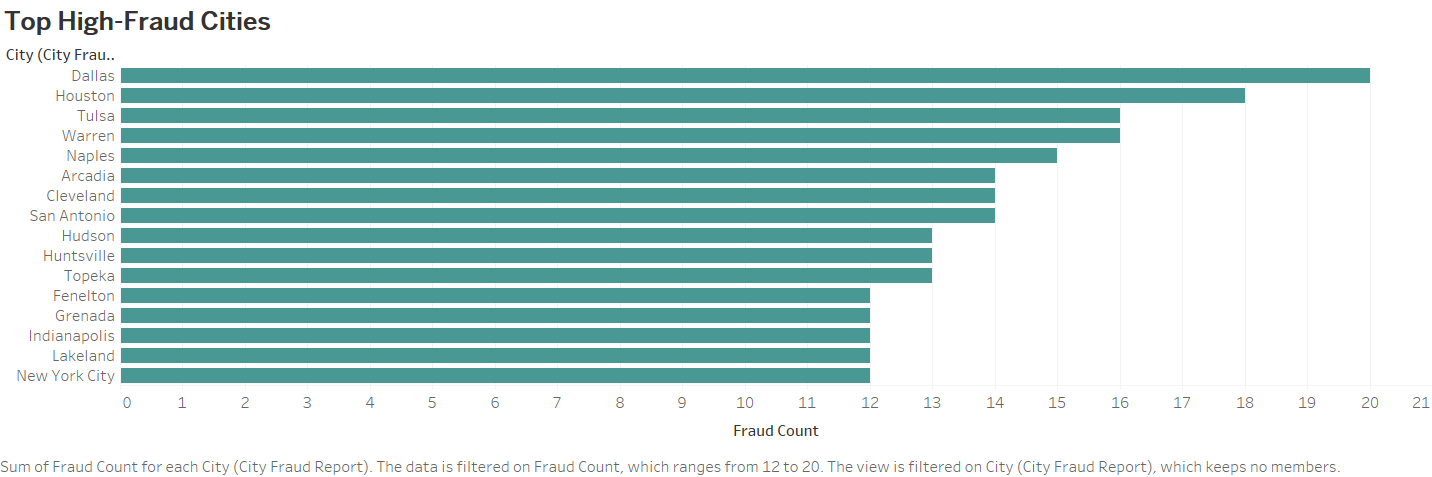 Top High-Fraud Cities
City (City Frau..
Dallas
Houston
Tulsa
Warren
Naples
Arcadia
Cleveland
San Antonio
Hudson
Huntsville
Topeka
Fenelton
Grenada
Indianapolis
Lakeland
New York City
0 1 2 3 4 5 6 7 8 9 10 11 12 13 14 15 16 17 18 19 20 21
Fraud Count
Sum of Fraud Count for each City (City Fraud Report). The data is filtered on Fraud Count, which ranges from 12 to 20. The view is filtered on City (City Fraud Report), which keeps no members.